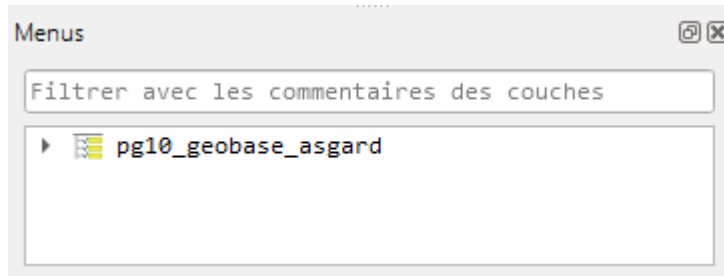 Menus
Filtrer avec les commentaires des couches
pg10_geobase_asgard